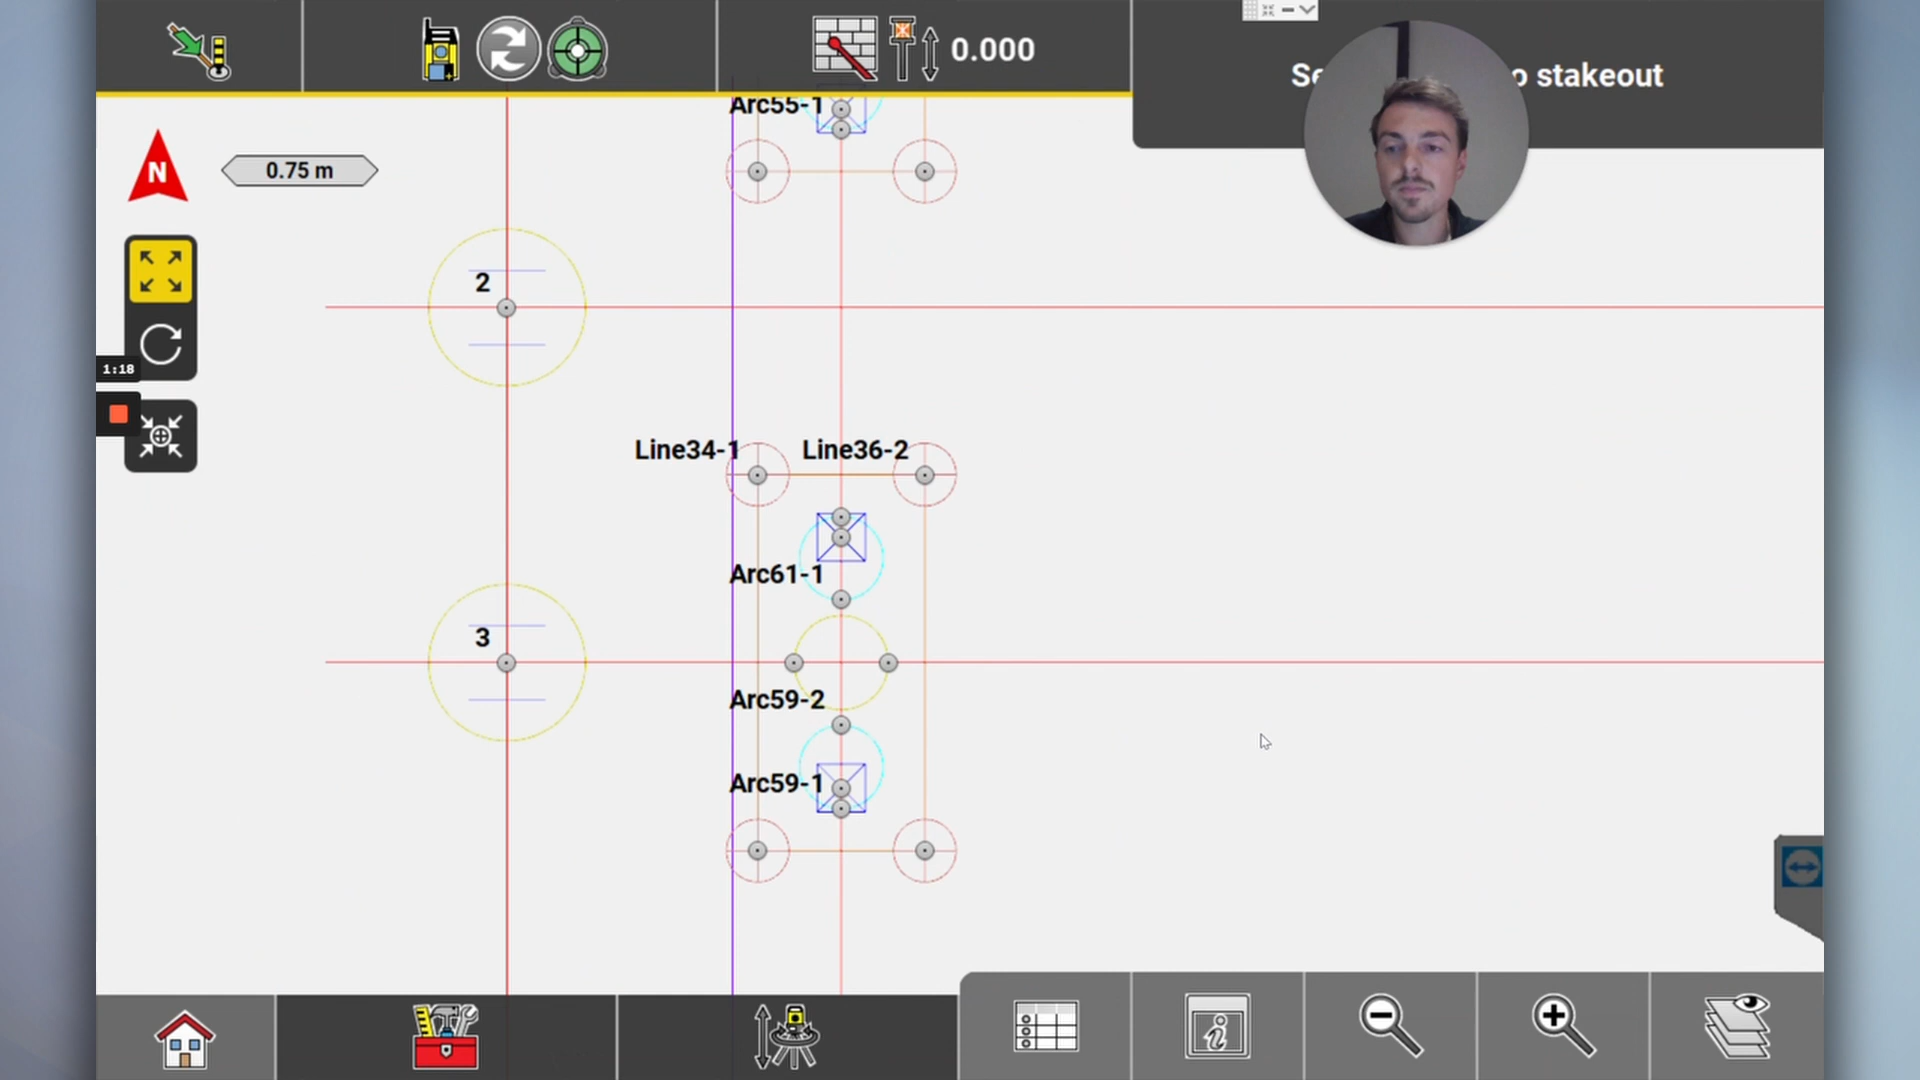 0.000
o stakeout
Arc55-1
N
0.75 m
2
1:18
Line34-1
Line36-2
Arc61-1
3
Arc59-2
Arc59-1